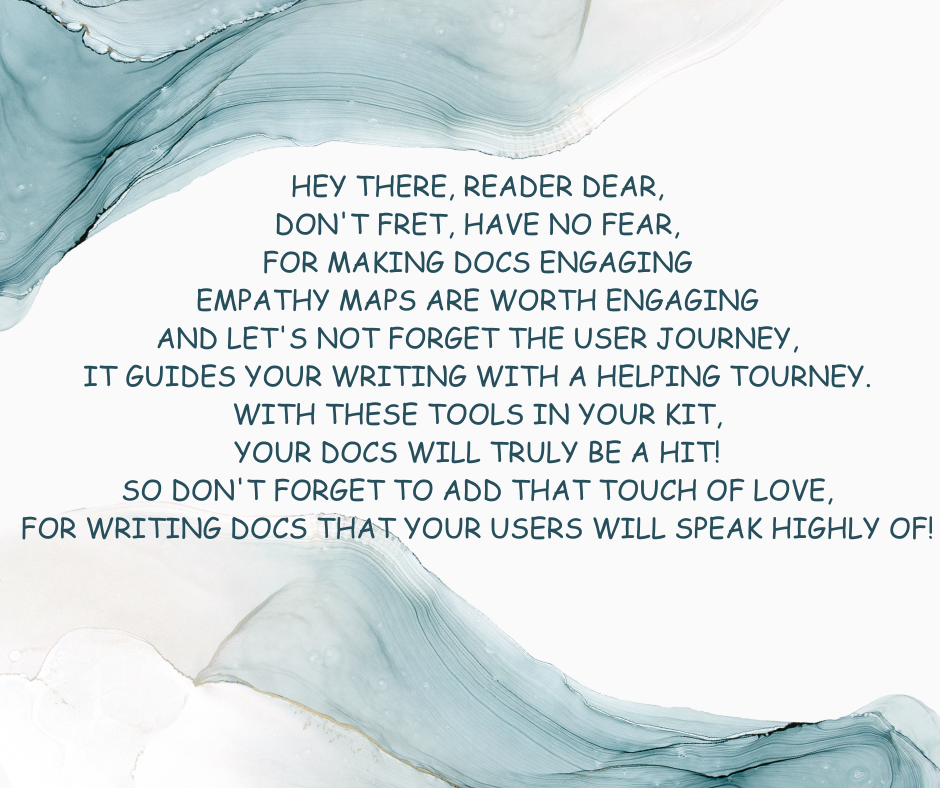 HEY THERE, READER DEAR,
DON'T FRET, HAVE NO FEAR,
FOR MAKING DOCS ENGAGING
EMPATHY MAPS ARE WORTH ENGAGING
AND LET'S NOT FORGET THE USER JOURNEY,
IT GUIDES YOUR WRITING WITH A HELPING TOURNEY.
WITH THESE TOOLS IN YOUR KIT,
YOUR DOCS WILL TRULY BE A HIT!
SO DON'T FORGET TO ADD THAT TOUCH OF LOVE,
FOR WRITING DOCS THAT YOUR USERS WILL SPEAK HIGHLY OF!